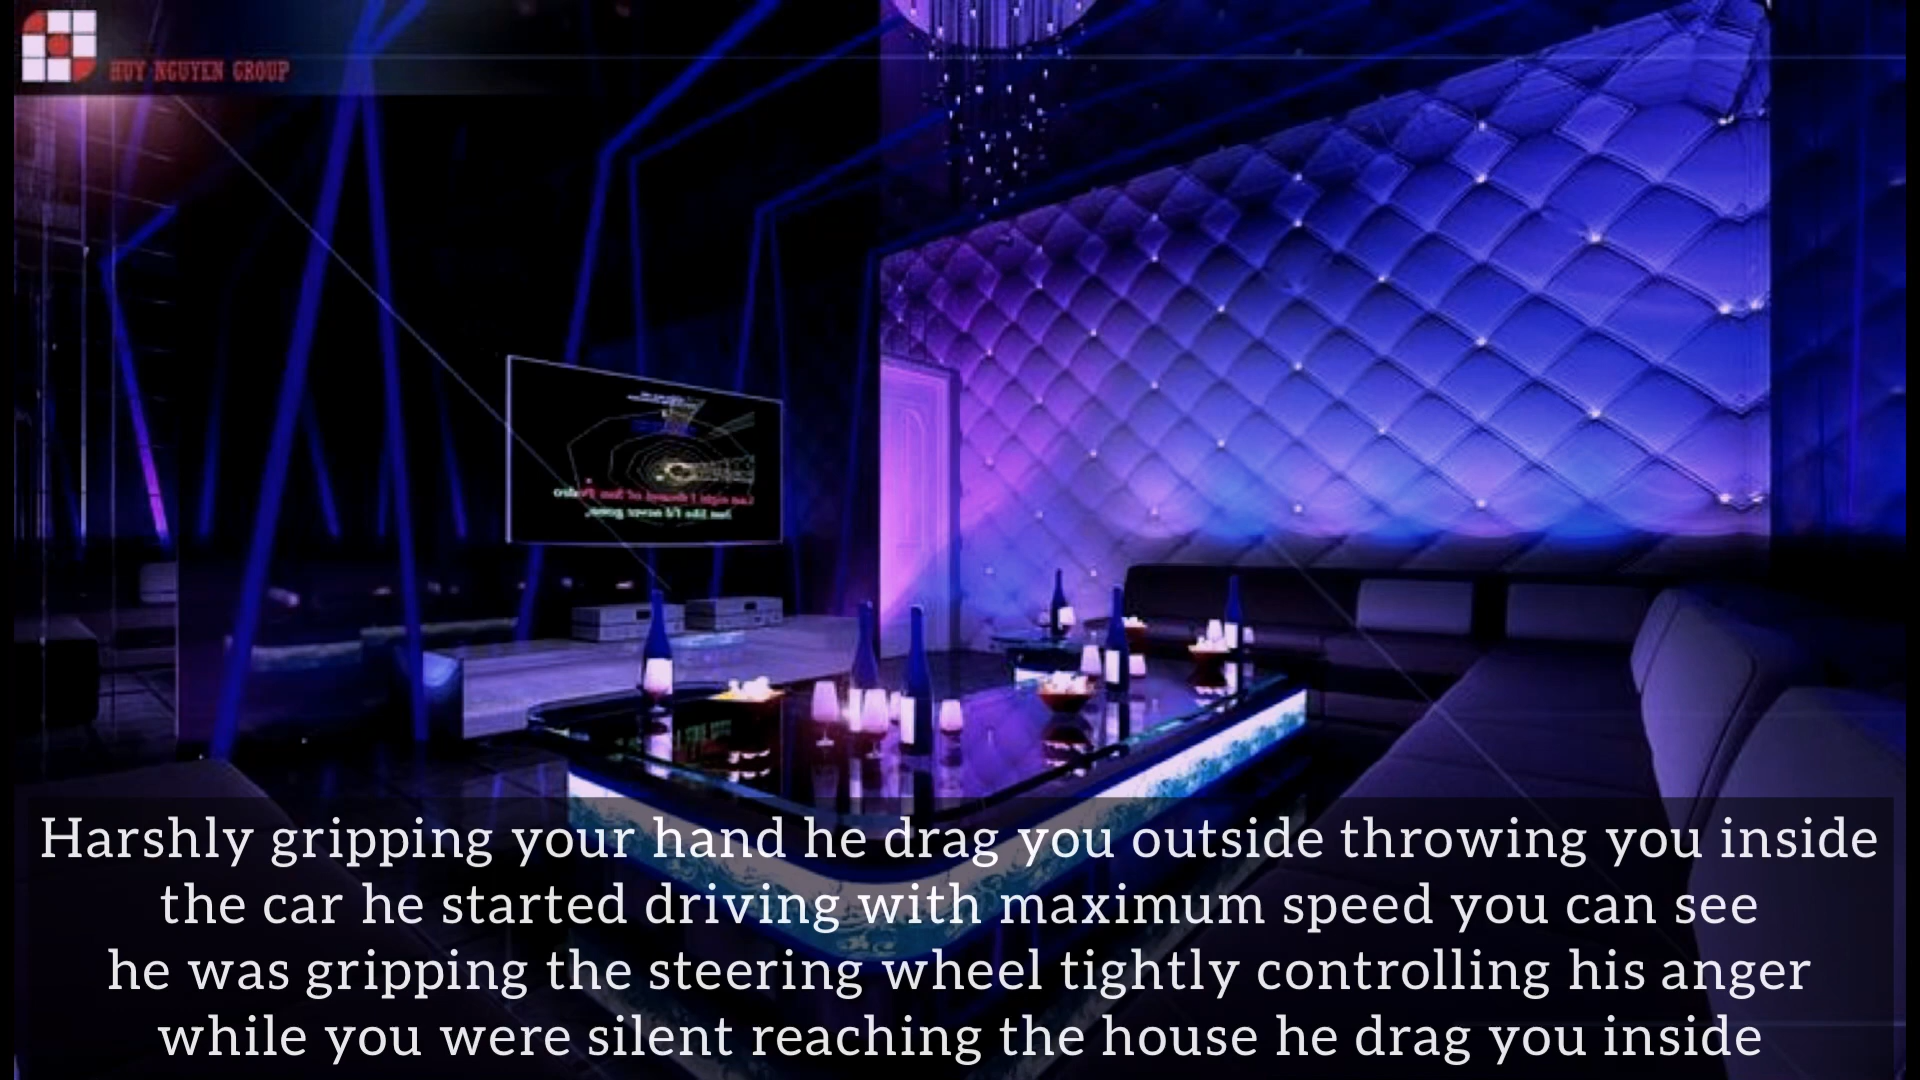 HUY NGUYEN GROUP
Harshly gripping your hand he drag you outside throwing you inside
the car he started driving with maximum speed you can see
he was gripping the steering wheel tightly controlling his anger
while you were silent reaching the house he drag you inside